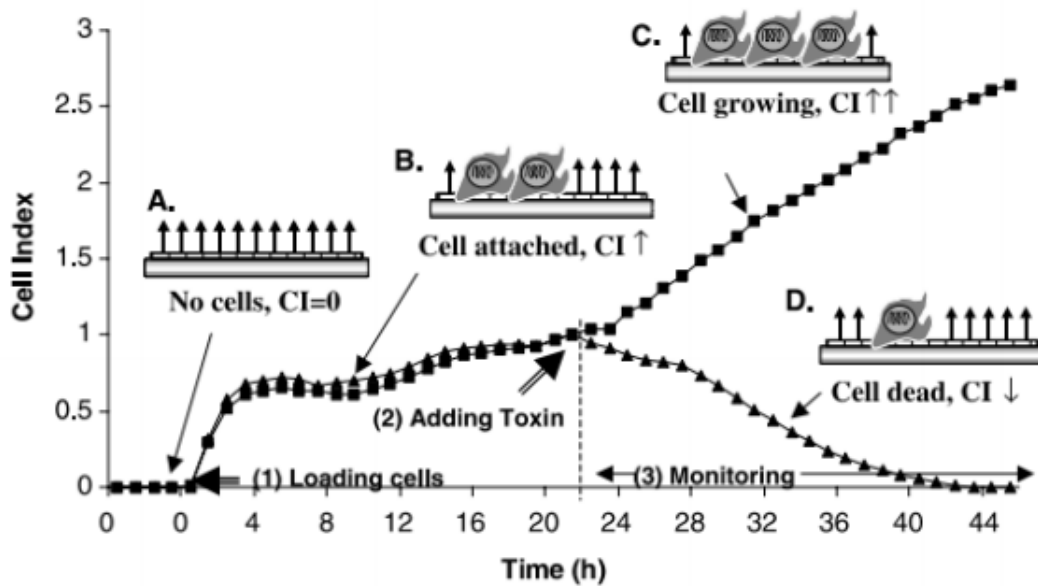 3
2.5
2
1.5
1
0.5
0
Cell Index
A.
No cells, CI=0
B.
Cell attached, CI ↑
C.
Cell growing, CI ↑↑
D.
Cell dead, CI ↓
(1) Loading cells
(2) Adding Toxin
(3) Monitoring
0 0 4 8 12 16 20 24 28 32 36 40 44
Time (h)